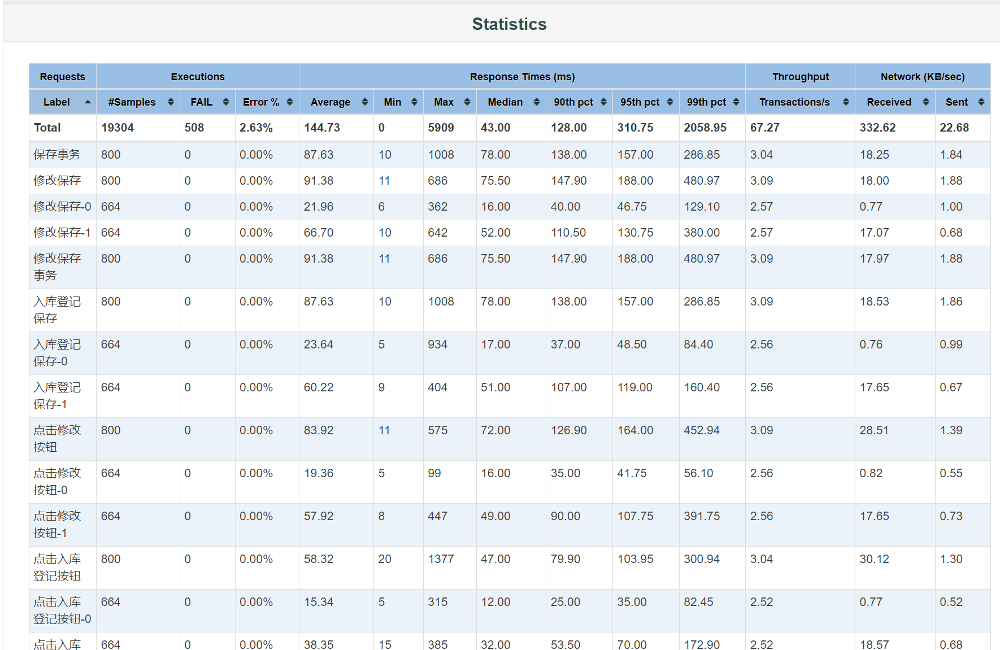 Statistics
Requests Executions Response Times (ms) Throughput Network (KB/sec)
Label #Samples FAIL Error % Average Min Max Median 90th pct 95th pct 99th pct Transactions/s Received Sent
Total 19304 508 2.63% 144.73 0 5909 43.00 128.00 310.75 2058.95 67.27 332.62 22.68
保存事务 800 0 0.00% 87.63 10 1008 78.00 138.00 157.00 286.85 3.04 18.25 1.84
修改保存 800 0 0.00% 91.38 11 686 75.50 147.90 188.00 480.97 3.09 18.00 1.88
修改保存-0 664 0 0.00% 21.96 6 362 16.00 40.00 46.75 129.10 2.57 0.77 1.00
修改保存-1 664 0 0.00% 66.70 10 642 52.00 110.50 130.75 380.00 2.57 17.07 0.68
修改保存 800 0 0.00% 91.38 11 686 75.50 147.90 188.00 480.97 3.09 17.97 1.88
事务
入库登记 800 0 0.00% 87.63 10 1008 78.00 138.00 157.00 286.85 3.09 18.53 1.86
保存
入库登记 664 0 0.00% 23.64 5 934 17.00 37.00 48.50 84.40 2.56 0.76 0.99
保存-0
入库登记 664 0 0.00% 60.22 9 404 51.00 107.00 119.00 160.40 2.56 17.65 0.67
保存-1
点击修改 800 0 0.00% 83.92 11 575 72.00 126.90 164.00 452.94 3.09 28.51 1.39
按钮
点击修改 664 0 0.00% 19.36 5 99 16.00 35.00 41.75 56.10 2.56 0.82 0.55
按钮-0
点击修改 664 0 0.00% 57.92 8 447 49.00 90.00 107.75 391.75 2.56 17.65 0.73
按钮-1
点击入库 800 0 0.00% 58.32 20 1377 47.00 79.90 103.95 300.94 3.04 30.12 1.30
登记按钮
点击入库 664 0 0.00% 15.34 5 315 12.00 25.00 35.00 82.45 2.52 0.77 0.52
登记按钮-0
点击入库 664 0 0.00% 38.35 15 385 32.00 53.50 70.00 172.90 2.52 18.57 0.68